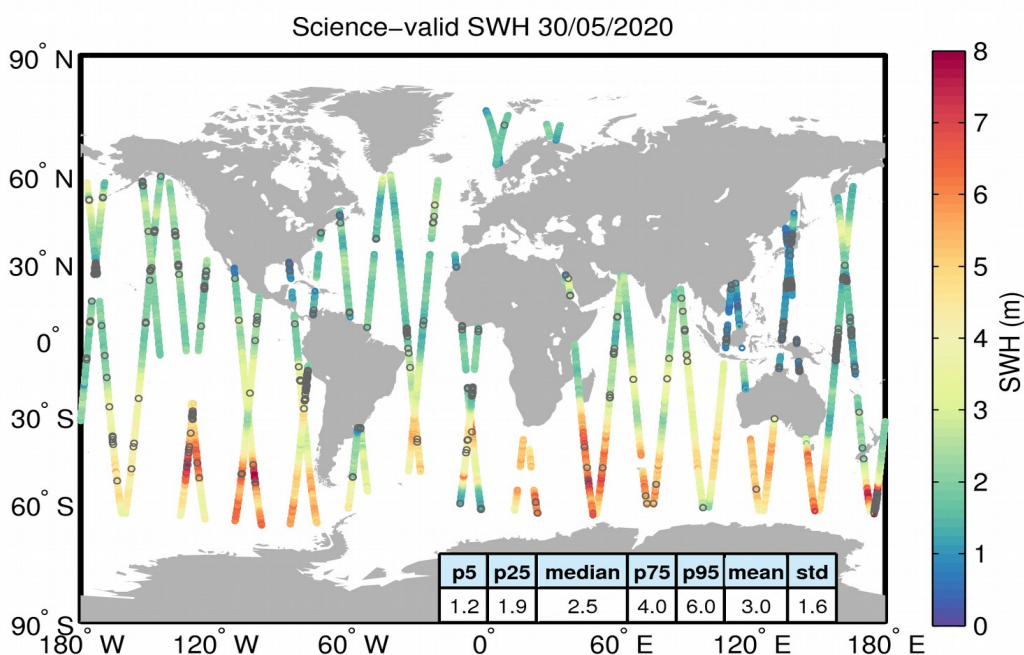 Science–valid SWH 30/05/2020
90° N
60° N
30° N
0°
30° S
60° S
90° S
180° W
120° W
60° W
0°
60° E
120° E
180° E
p5 p25 median p75 p95 mean std
1.2 1.9 2.5 4.0 6.0 3.0 1.6
8
7
6
5
4
3
2
1
0
SWH (m)